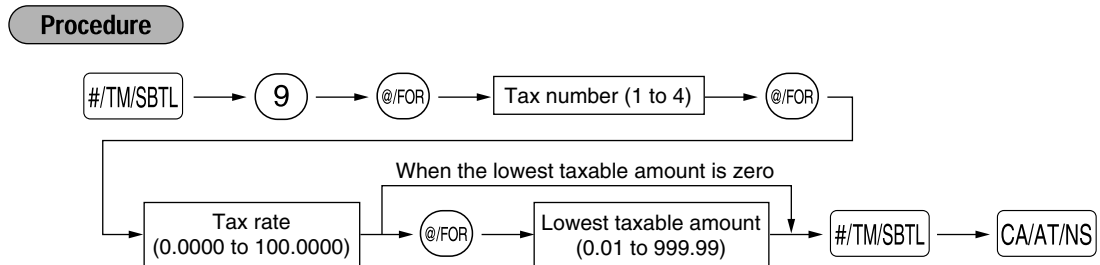 Procedure
#/TM/SBTL 9 @/FOR Tax number (1 to 4) @/FOR
When the lowest taxable amount is zero
Tax rate
(0.0000 to 100.0000)
@/FOR
Lowest taxable amount
(0.01 to 999.99)
#/TM/SBTL CA/AT/NS